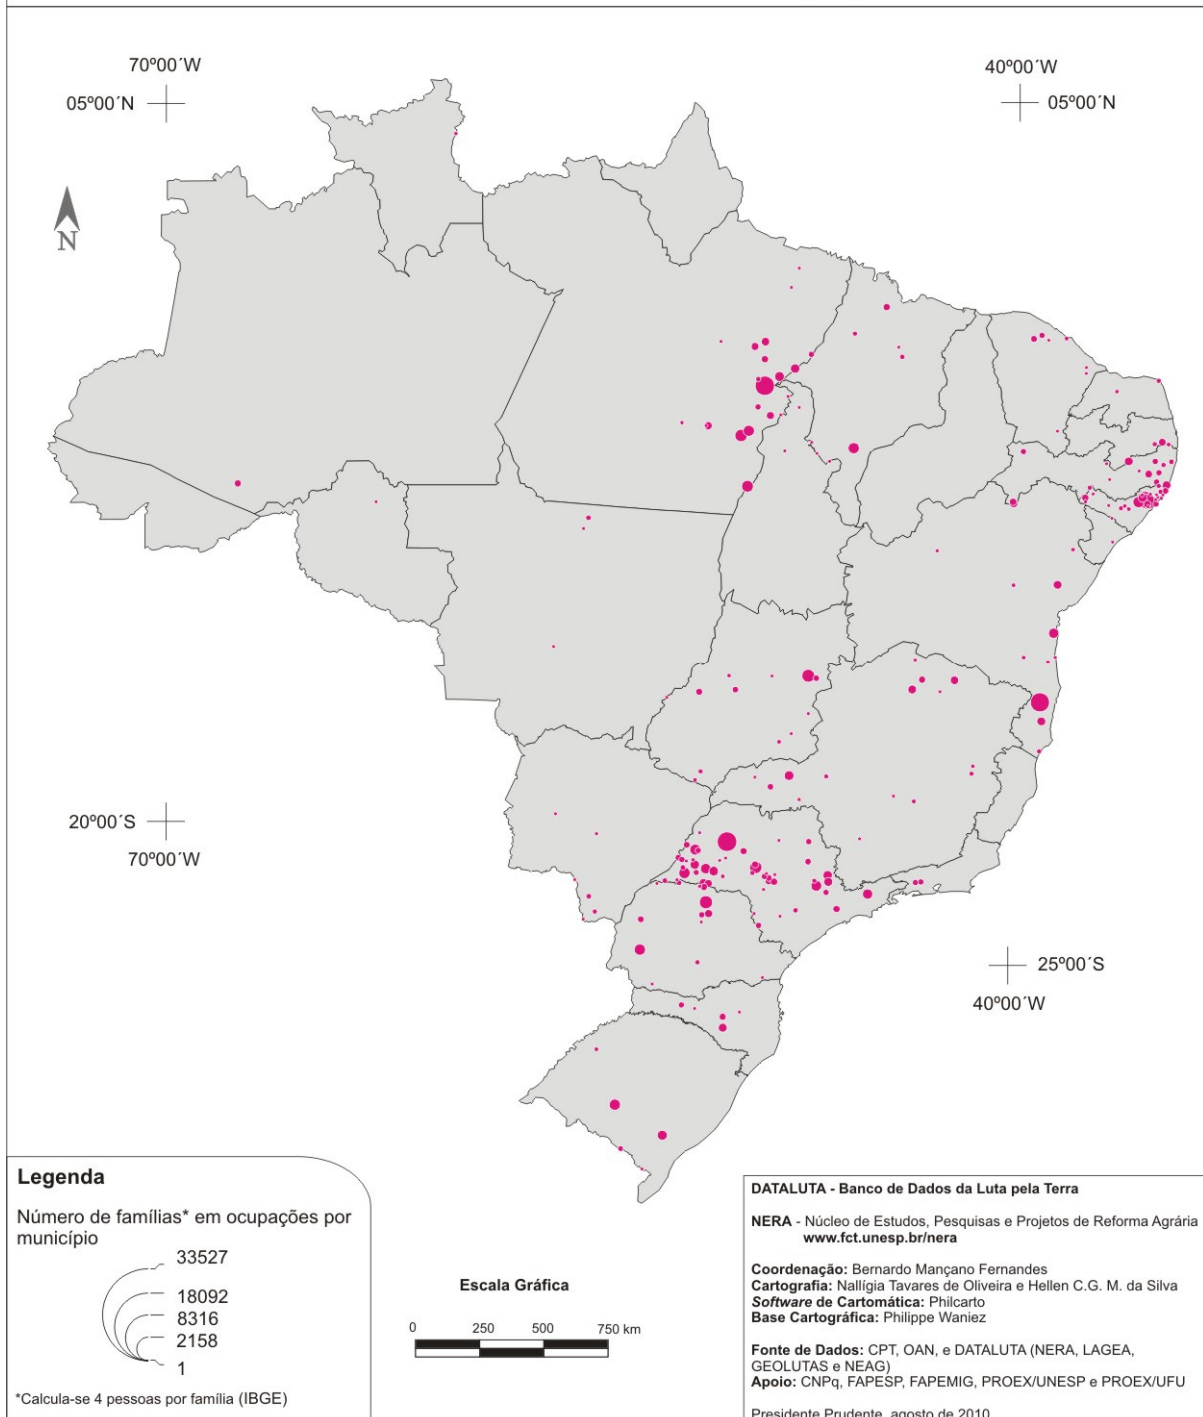 70º00´W
40º00´W
05º00´N
05º00´N
N
20º00´S
70º00´W
25º00´S
40º00´W
Legenda
Número de famílias* em ocupações por
município
33527
18092
8316
2158
1
*Calcula-se 4 pessoas por família (IBGE)
Escala Gráfica
0 250 500 750 km
DATALUTA - Banco de Dados da Luta pela Terra
NERA - Núcleo de Estudos, Pesquisas e Projetos de Reforma Agrária
www.fct.unesp.br/nera
Coordenação: Bernardo Mançano Fernandes
Cartografia: Nallígia Tavares de Oliveira e Hellen C.G. M. da Silva
Software de Cartomática: Philcarto
Base Cartográfica: Philippe Waniez
Fonte de Dados: CPT, OAN, e DATALUTA (NERA, LAGEA,
GEOLUTAS e NEAG)
Apoio: CNPq, FAPESP, FAPEMIG, PROEX/UNESP e PROEX/UFU
Presidente Prudente, agosto de 2010